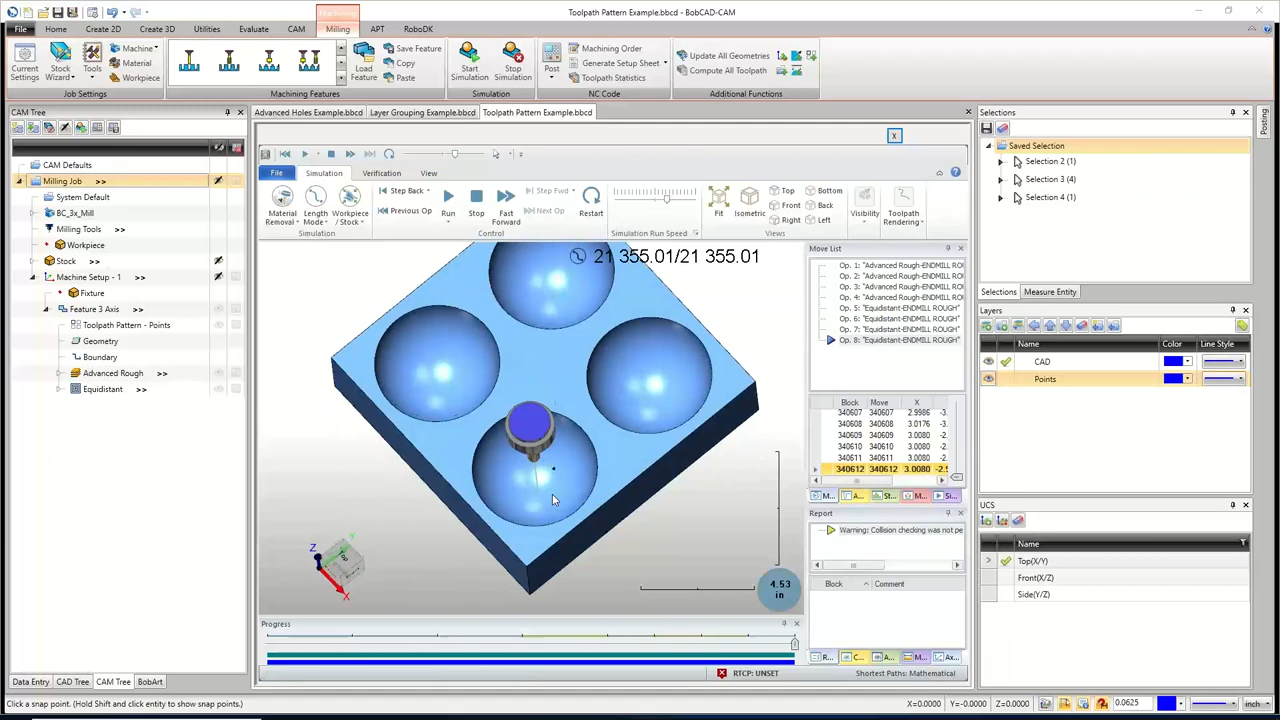 Machining
Toolpath Pattern Example.bbcd - BobCAD-CAM
File Home Create 2D Create 3D Utilities Evaluate CAM Milling APT RoboDK
Current Settings Stock Wizard Tools Machine Material Workpiece
Load Feature Save Feature Copy Paste
Start Simulation Stop Simulation
Post Machining Order Generate Setup Sheet Toolpath Statistics
Update All Geometries Compute All Toolpath
Job Settings Machining Features Simulation NC Code Additional Functions
CAM Tree
CAM Defaults
Milling Job >>
System Default
BC_3x_Mill
Milling Tools >>
Workpiece
Stock >>
Machine Setup - 1 >>
Fixture
Feature 3 Axis >>
Toolpath Pattern - Points
Geometry
Boundary
Advanced Rough >>
Equidistant >>
Data Entry CAD Tree CAM Tree BobArt
Advanced Holes Example.bbcd Layer Grouping Example.bbcd Toolpath Pattern Example.bbcd
X
File Simulation Verification View
Material Removal Length Mode Workpiece / Stock
Step Back Previous Op Run Stop Fast Forward Step Fwd Next Op Restart
Fit Isometric Top Front Right Bottom Back Left
Visibility Toolpath Rendering
Simulation Control Simulation Run Speed Views
21 355.01/21 355.01
Z
Y
X
4.53 in
Move List
Op. 1: "Advanced Rough-ENDMILL RO
Op. 2: "Advanced Rough-ENDMILL RO
Op. 3: "Advanced Rough-ENDMILL RO
Op. 4: "Advanced Rough-ENDMILL RO
Op. 5: "Equidistant-ENDMILL ROUGH"
Op. 6: "Equidistant-ENDMILL ROUGH"
Op. 7: "Equidistant-ENDMILL ROUGH"
Op. 8: "Equidistant-ENDMILL ROUGH"
Block Move X
340607 340607 2.9986 -3.
340608 340608 3.0176 -3.
340609 340609 3.0080 -2.
340610 340610 3.0080 -2.
340611 340611 3.0080 -2.
340612 340612 3.0080 -2.
M... A... St... M... Si...
Report
Warning: Collision checking was not pe
Block Comment
R... C... A... M... Ax...
Progress
RTCP: UNSET Shortest Paths: Mathematical
Selections
Saved Selection
Selection 2 (1)
Selection 3 (4)
Selection 4 (1)
Posting
Selections Measure Entity
Layers
Name Color Line Style
CAD
Points
UCS
Name
Top(X/Y)
Front(X/Z)
Side(Y/Z)
Click a snap point. (Hold Shift and click entity to show snap points.) X=0.0000 Y=-0.0000 Z=0.0000 0.0625 inch